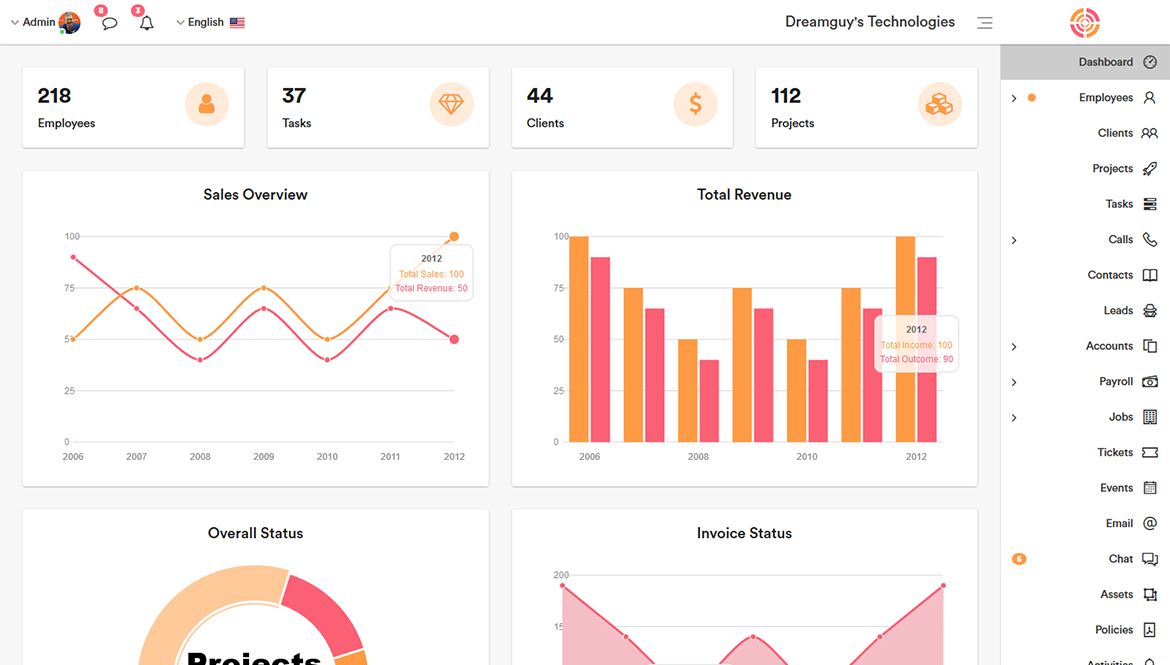 Admin
8
3
English
Dreamguy's Technologies
218
Employees
37
Tasks
44
Clients
112
Projects
Sales Overview
100
75
50
25
0
2006 2007 2008 2009 2010 2011 2012
2012
Total Sales: 100
Total Revenue: 50
Total Revenue
100
75
50
25
0
2006 2008 2010 2012
2012
Total Income: 100
Total Outcome: 90
Overall Status
Projects
Invoice Status
200
Dashboard
Employees
Clients
Projects
Tasks
Calls
Contacts
Leads
Accounts
Payroll
Jobs
Tickets
Events
Email
5
Chat
Assets
Policies
Activities